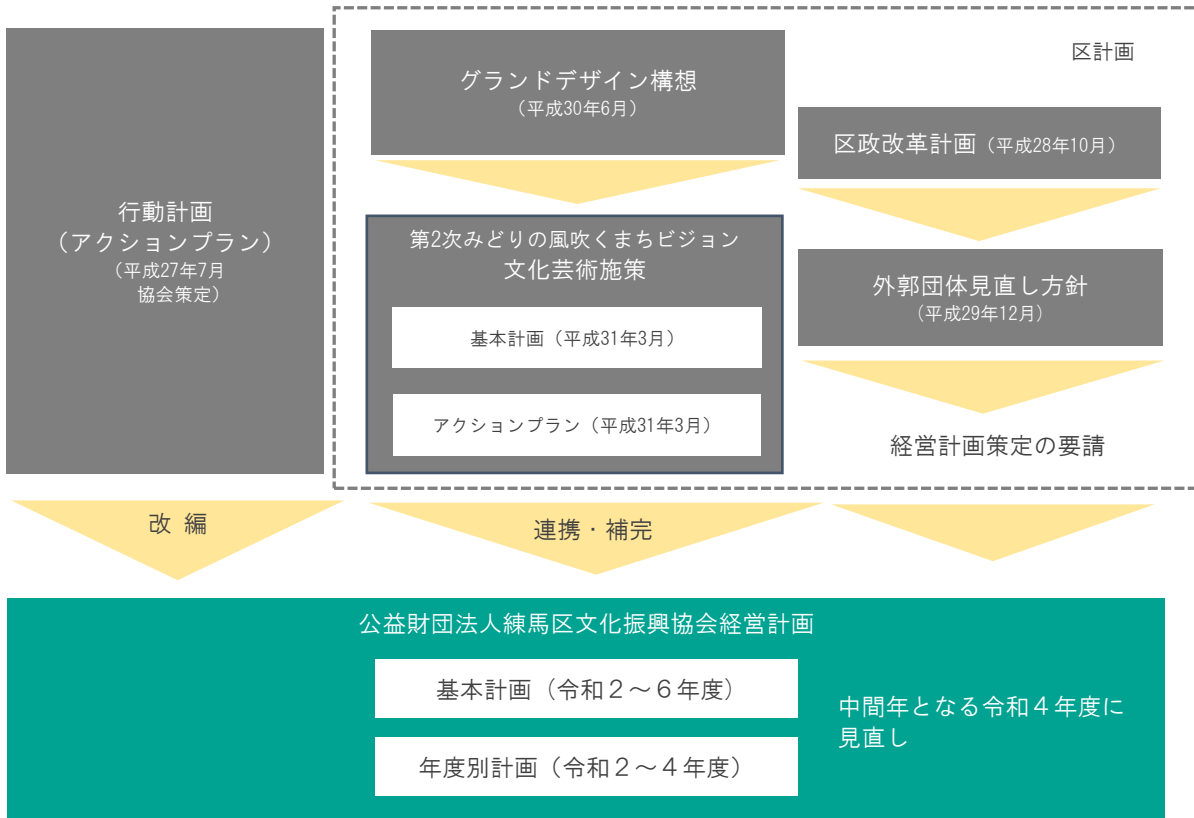 区計画
行動計画
（アクションプラン）
（平成27年7月
協会策定）
グランドデザイン構想
（平成30年6月）
第2次みどりの風吹くまちビジョン
文化芸術施策
基本計画（平成31年3月）
アクションプラン（平成31年3月）
区政改革計画（平成28年10月）
外郭団体見直し方針
（平成29年12月）
経営計画策定の要請
改 編
連携・補完
公益財団法人練馬区文化振興協会経営計画
基本計画（令和２～６年度）
年度別計画（令和２～４年度）
中間年となる令和４年度に
見直し